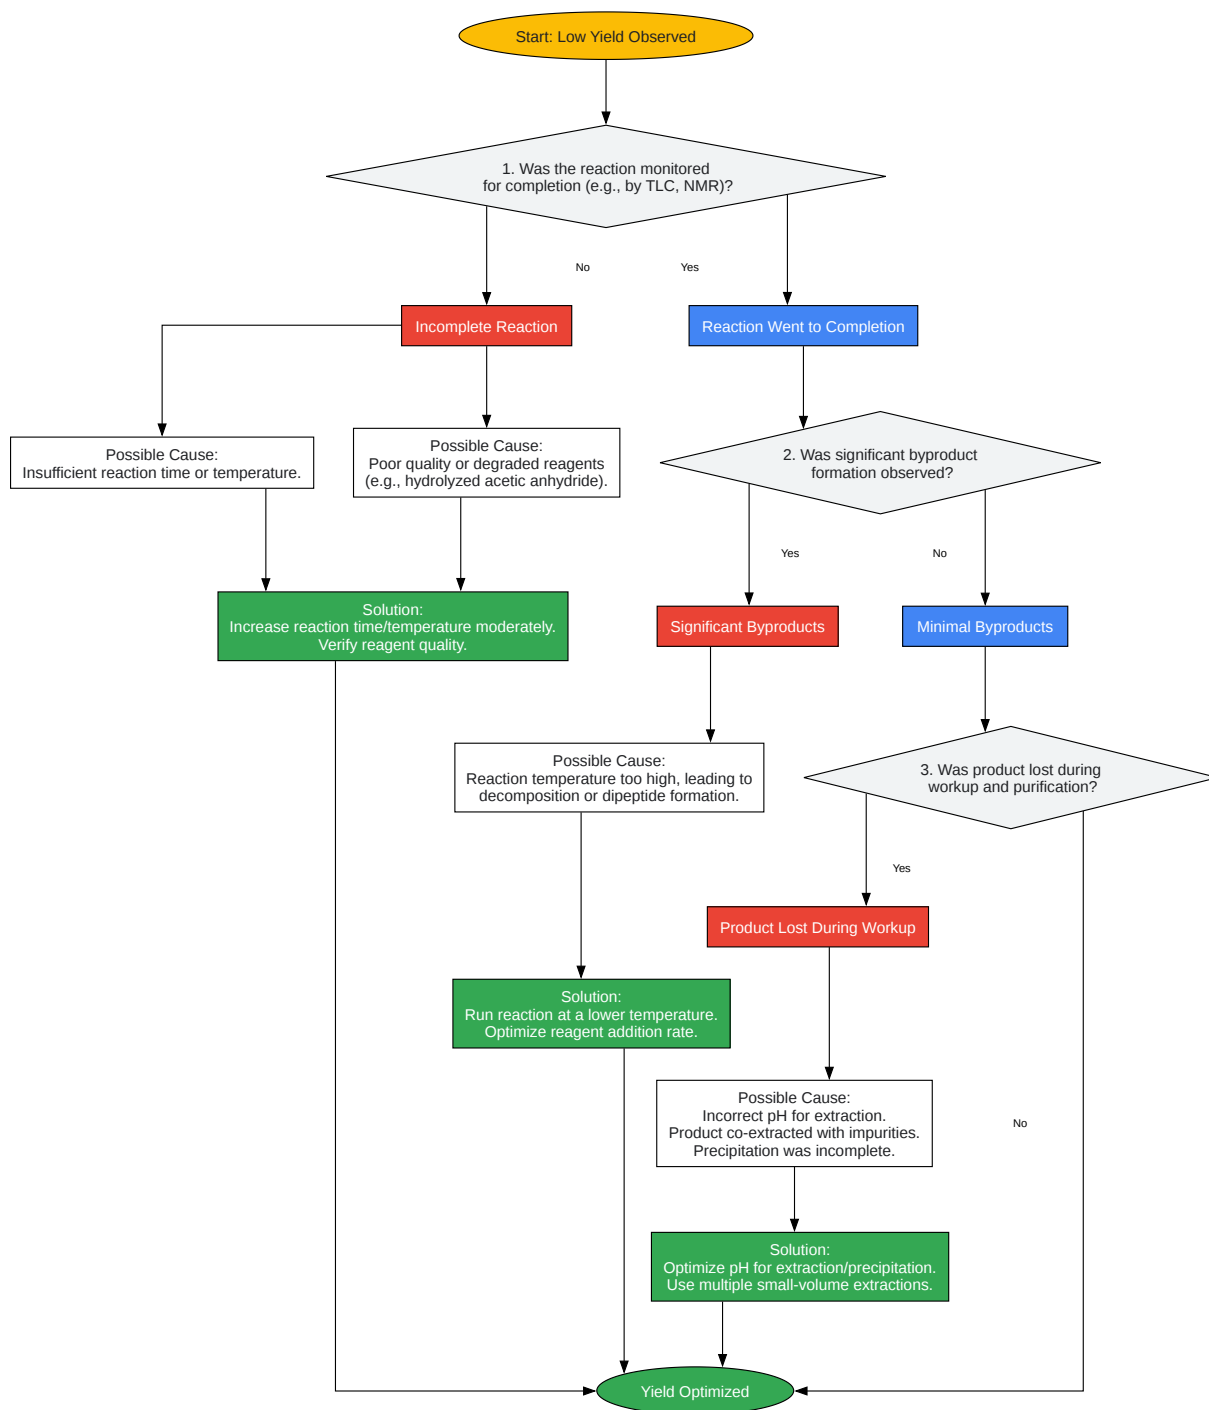 Start: Low Yield Observed
1. Was the reaction monitored
for completion (e.g., by TLC, NMR)?
No
Yes
Incomplete Reaction
Reaction Went to Completion
Possible Cause:
Insufficient reaction time or temperature.
Possible Cause:
Poor quality or degraded reagents
(e.g., hydrolyzed acetic anhydride).
2. Was significant byproduct
formation observed?
Yes
No
Solution:
Increase reaction time/temperature moderately.
Verify reagent quality.
Significant Byproducts
Minimal Byproducts
Possible Cause:
Reaction temperature too high, leading to
decomposition or dipeptide formation.
3. Was product lost during
workup and purification?
Yes
Product Lost During Workup
Solution:
Run reaction at a lower temperature.
Optimize reagent addition rate.
Possible Cause:
Incorrect pH for extraction.
Product co-extracted with impurities.
Precipitation was incomplete.
No
Solution:
Optimize pH for extraction/precipitation.
Use multiple small-volume extractions.
Yield Optimized